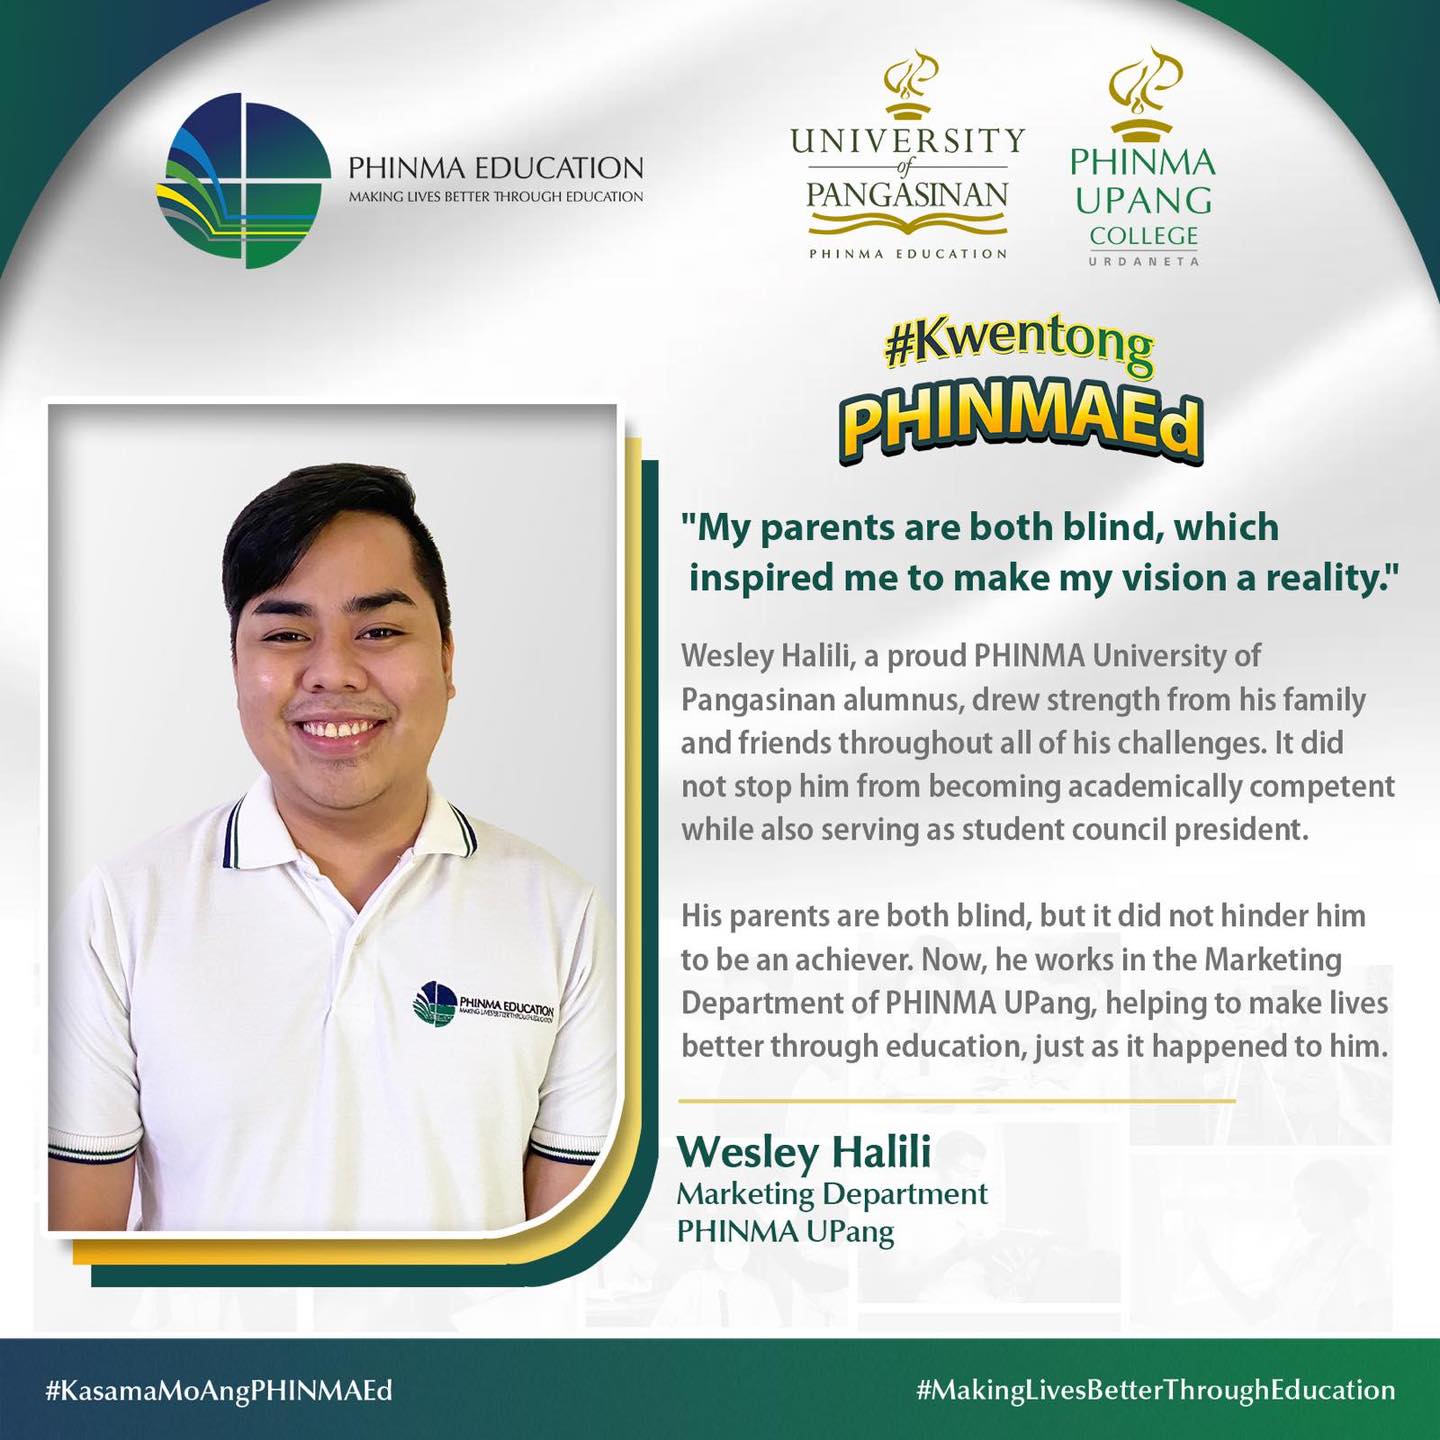 PHINMA EDUCATION
MAKING LIVES BETTER THROUGH EDUCATION
UNIVERSITY
of
PANGASINAN
PHINMA EDUCATION
PHINMA
UPANG
COLLEGE
URDANETA
#Kwentong
PHINMAEd
"My parents are both blind, which
inspired me to make my vision a reality."
Wesley Halili, a proud PHINMA University of
Pangasinan alumnus, drew strength from his family
and friends throughout all of his challenges. It did
not stop him from becoming academically competent
while also serving as student council president.
His parents are both blind, but it did not hinder him
to be an achiever. Now, he works in the Marketing
Department of PHINMA UPang, helping to make lives
better through education, just as it happened to him.
Wesley Halili
Marketing Department
PHINMA UPang
PHINMA EDUCATION
MAKING LIVES BETTER THROUGH EDUCATION
#KasamaMoAngPHINMAEd
#MakingLivesBetterThroughEducation